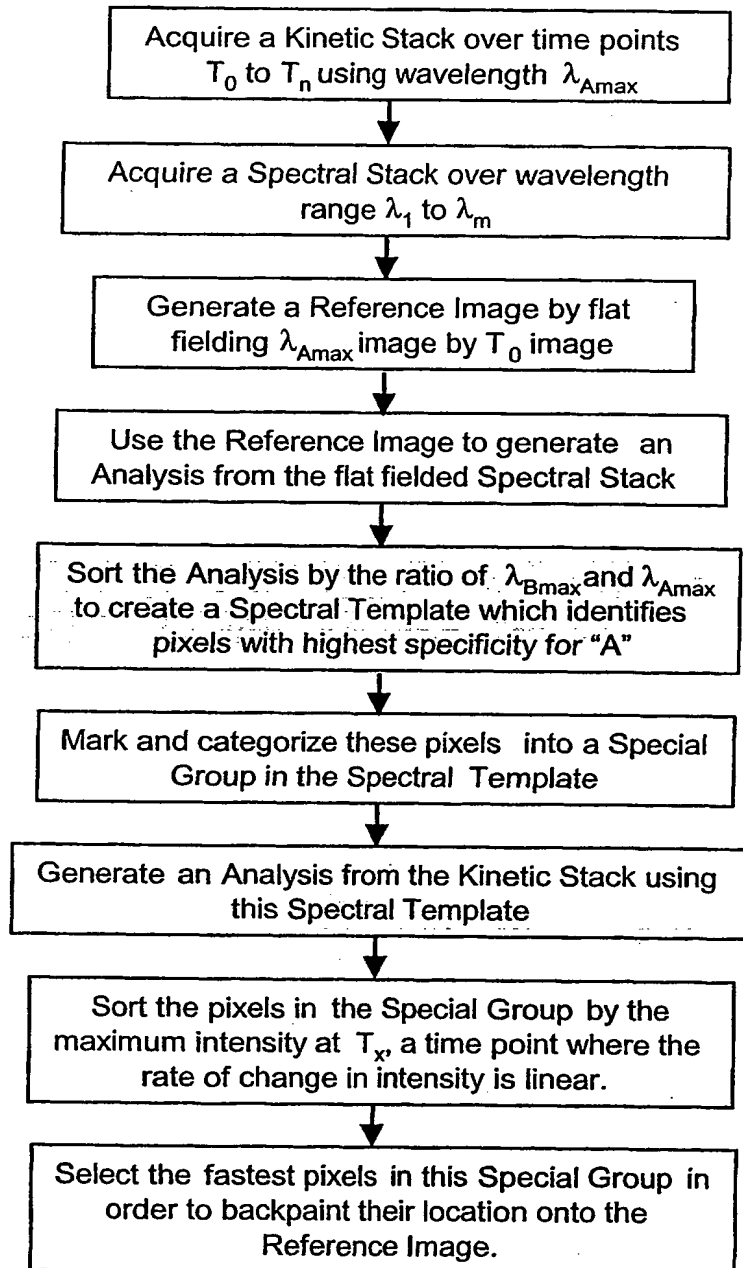 Acquire a Kinetic Stack over time points
T0 to Tn using wavelength λAmax
Acquire a Spectral Stack over wavelength
range λ1 to λm
Generate a Reference Image by flat
fielding λAmax image by T0 image
Use the Reference Image to generate an
Analysis from the flat fielded Spectral Stack
Sort the Analysis by the ratio of λBmax and λAmax
to create a Spectral Template which identifies
pixels with highest specificity for "A"
Mark and categorize these pixels into a Special
Group in the Spectral Template
Generate an Analysis from the Kinetic Stack using
this Spectral Template
Sort the pixels in the Special Group by the
maximum intensity at Tx, a time point where the
rate of change in intensity is linear.
Select the fastest pixels in this Special Group in
order to backpaint their location onto the
Reference Image.